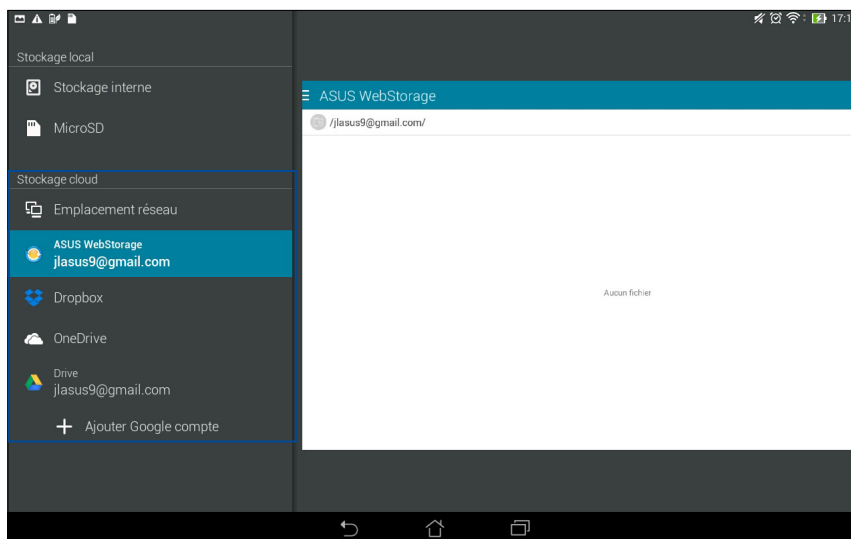 17:1
Stockage local
Stockage interne
MicroSD
Stockage cloud
Emplacement réseau
ASUS WebStorage
jlasus9@gmail.com
Dropbox
OneDrive
Drive
jlasus9@gmail.com
Ajouter Google compte
ASUS WebStorage
/jlasus9@gmail.com/
Aucun fichier